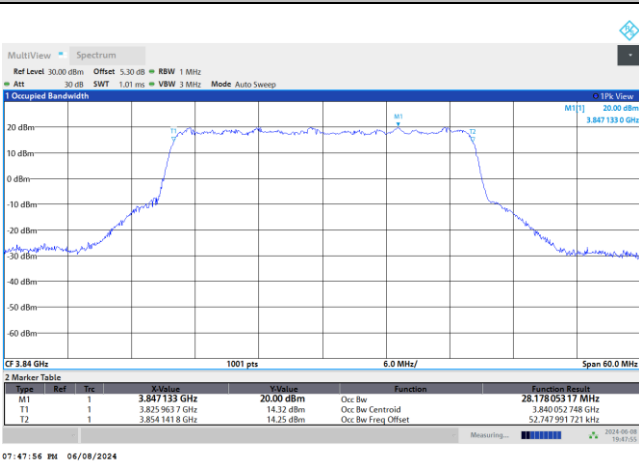 MultiView Spectrum
Ref Level 30.00 dBm Offset 5.30 dB RBW 1 MHz
Att 30 dB SWT 1.01 ms VBW 3 MHz Mode Auto Sweep
1 Occupied Bandwidth 1Pk View
M1[1] 20.00 dBm
3.847 133 0 GHz
M1
T1 T2
20 dBm
10 dBm
0 dBm
-10 dBm
-20 dBm
-30 dBm
-40 dBm
-50 dBm
-60 dBm
CF 3.84 GHz 1001 pts 6.0 MHz/ Span 60.0 MHz
2 Marker Table
Type Ref Trc X-Value Y-Value Function Function Result
M1 1 3.847 133 GHz 20.00 dBm Occ Bw 28.178 053 17 MHz
T1 1 3.825 963 7 GHz 14.32 dBm Occ Bw Centroid 3.840 052 748 GHz
T2 1 3.854 141 8 GHz 14.25 dBm Occ Bw Freq Offset 52.747 991 721 kHz
Measuring... 2024-06-08
19:47:55
07:47:56 PM 06/08/2024